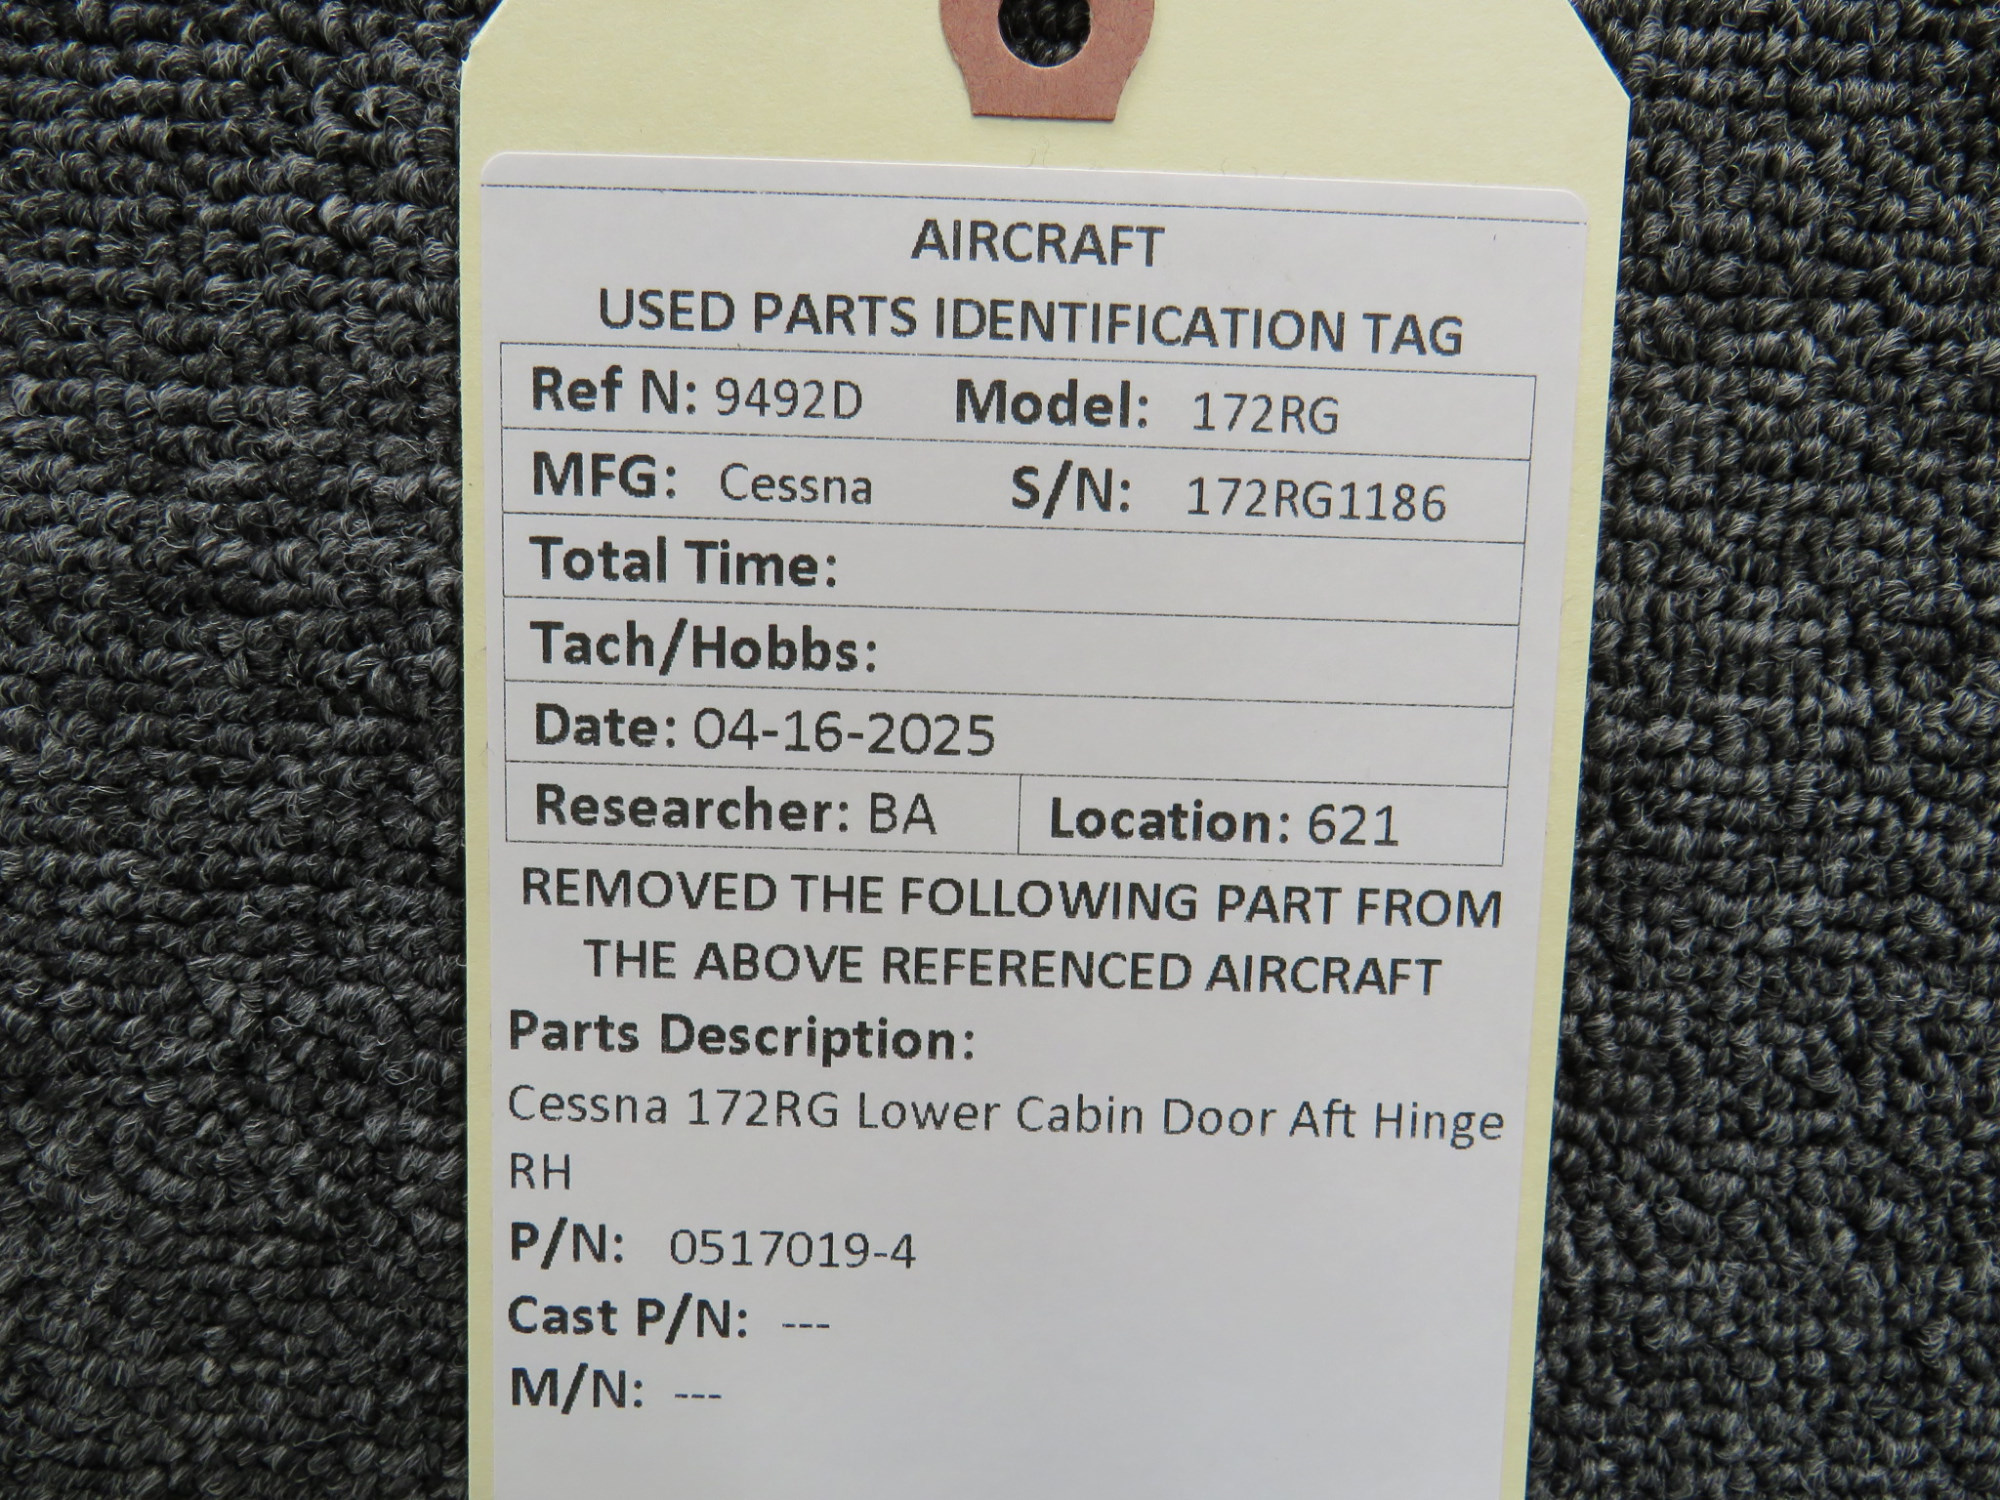 AIRCRAFT
USED PARTS IDENTIFICATION TAG
Ref N: 9492D Model: 172RG
MFG: Cessna S/N: 172RG1186
Total Time:
Tach/Hobbs:
Date: 04-16-2025
Researcher: BA Location: 621
REMOVED THE FOLLOWING PART FROM
THE ABOVE REFERENCED AIRCRAFT
Parts Description:
Cessna 172RG Lower Cabin Door Aft Hinge
RH
P/N: 0517019-4
Cast P/N: ---
M/N: ---